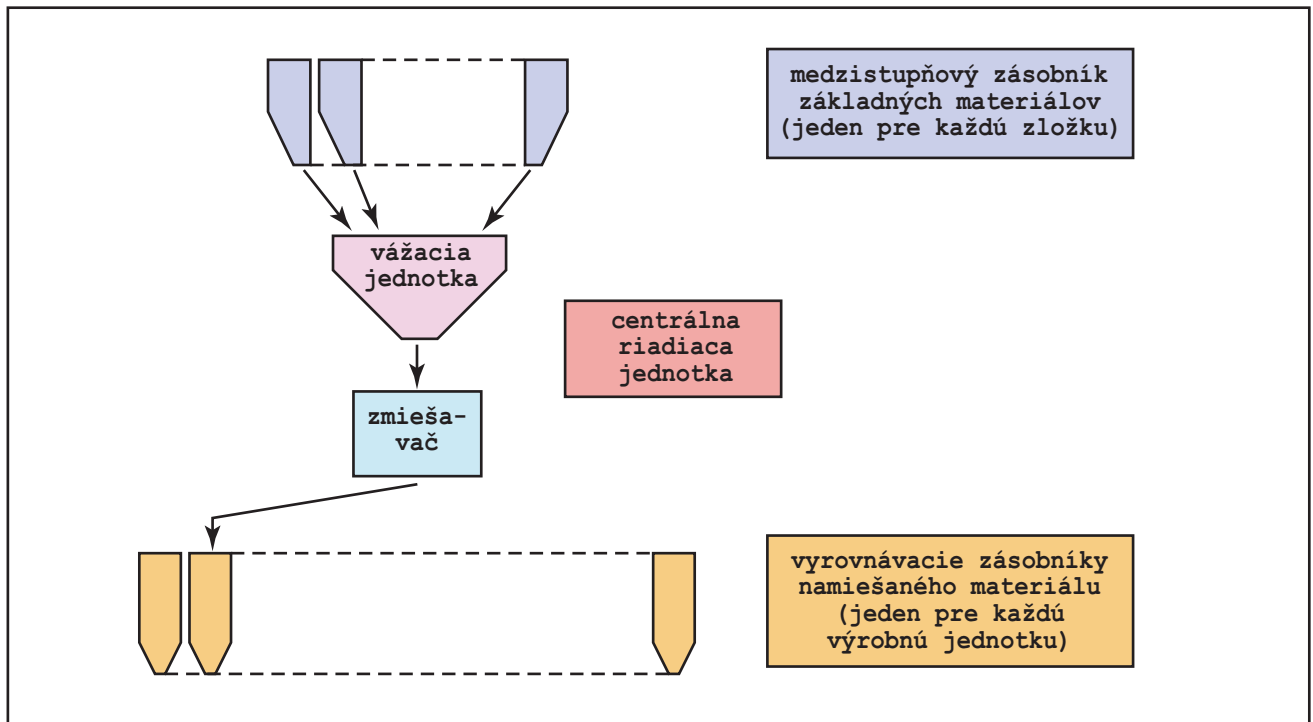 medzistupňový zásobník
základných materiálov
(jeden pre každú zložku)
vážacia
jednotka
centrálna
riadiaca
jednotka
zmieša-
vač
vyrovnávacie zásobníky
namiešaného materiálu
(jeden pre každú
výrobnú jednotku)